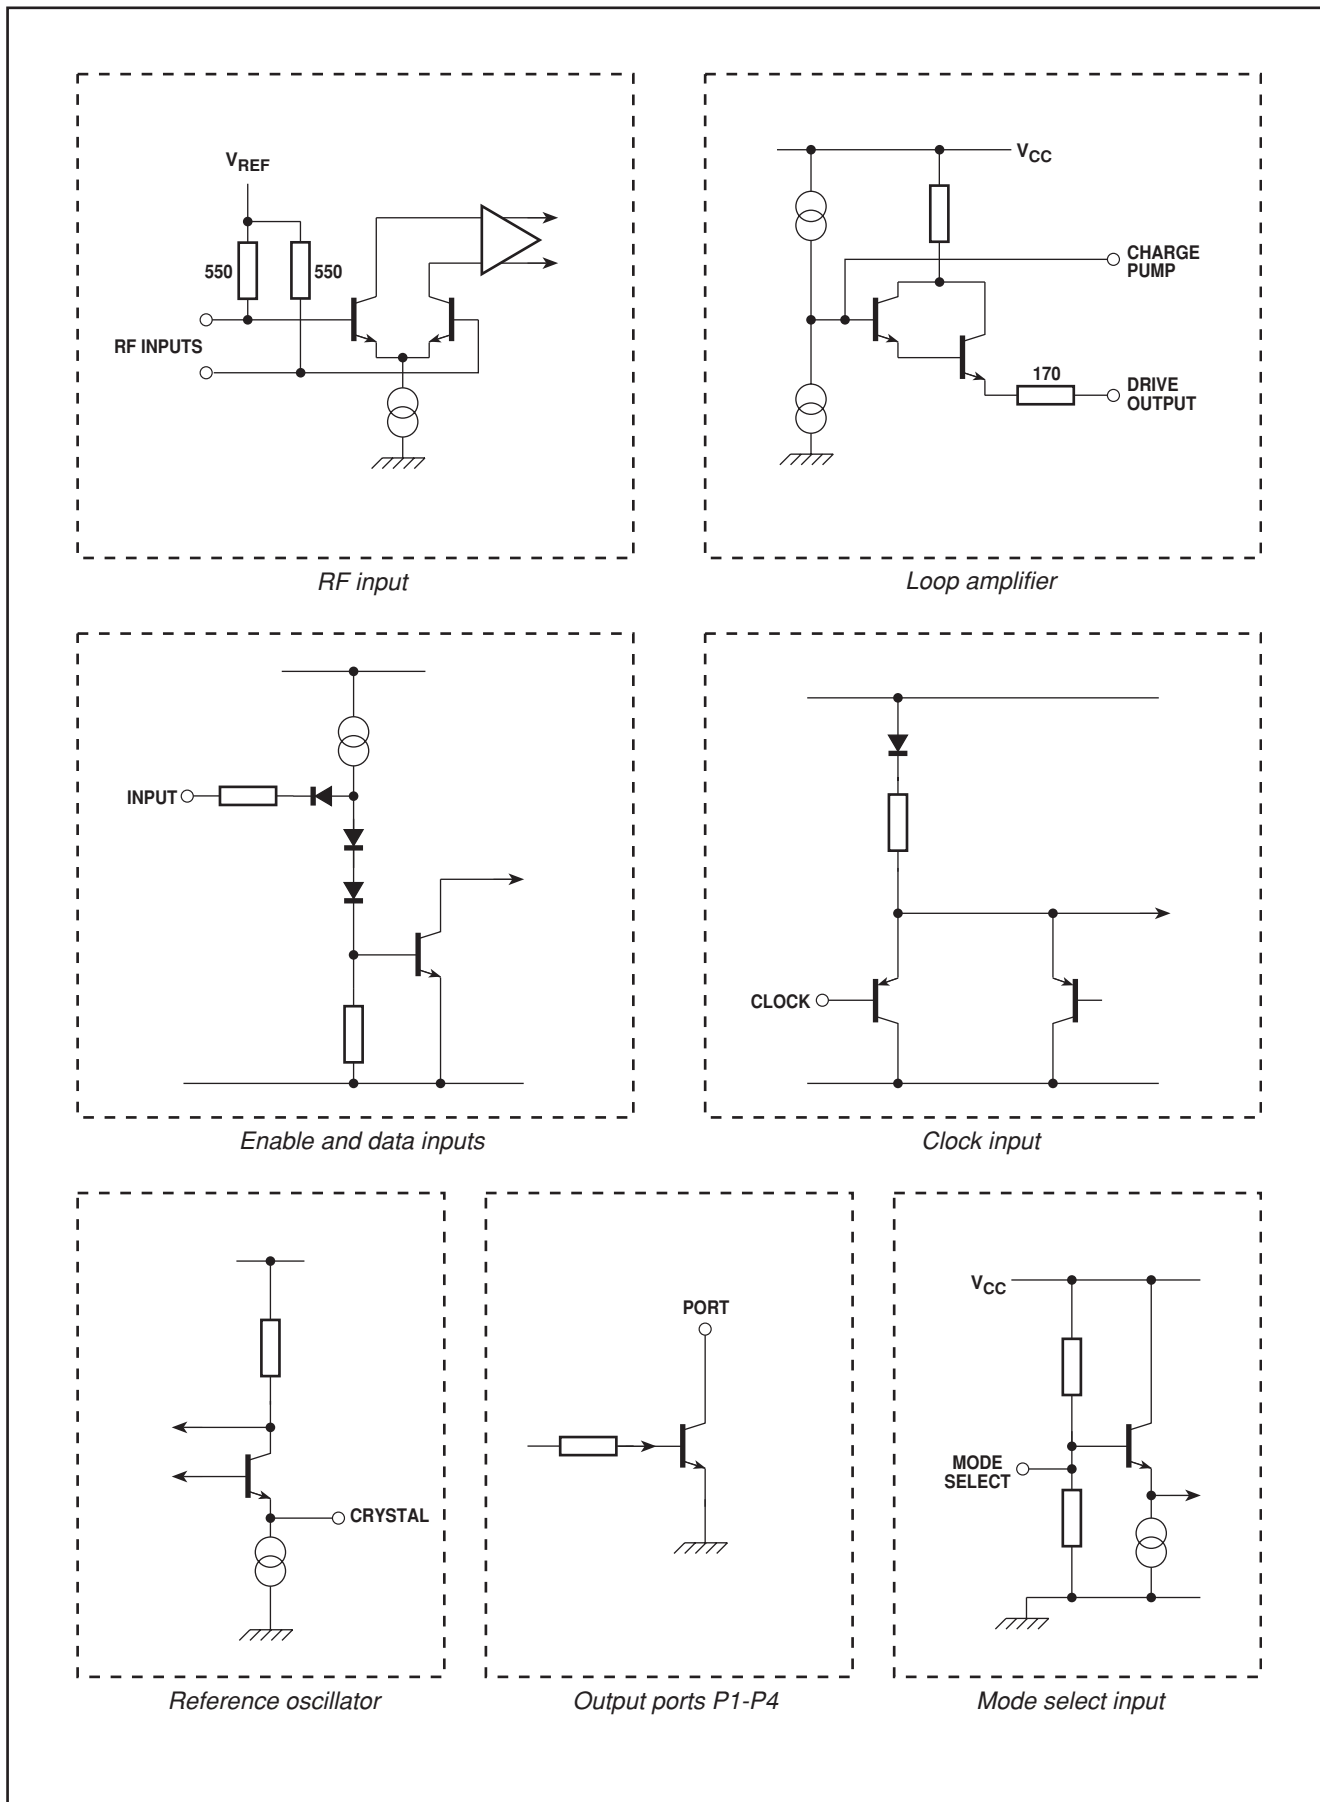 VREF
550
550
RF INPUTS
RF input
VCC
CHARGE
PUMP
170
DRIVE
OUTPUT
Loop amplifier
INPUT
Enable and data inputs
CLOCK
Clock input
CRYSTAL
Reference oscillator
PORT
Output ports P1-P4
VCC
MODE
SELECT
Mode select input